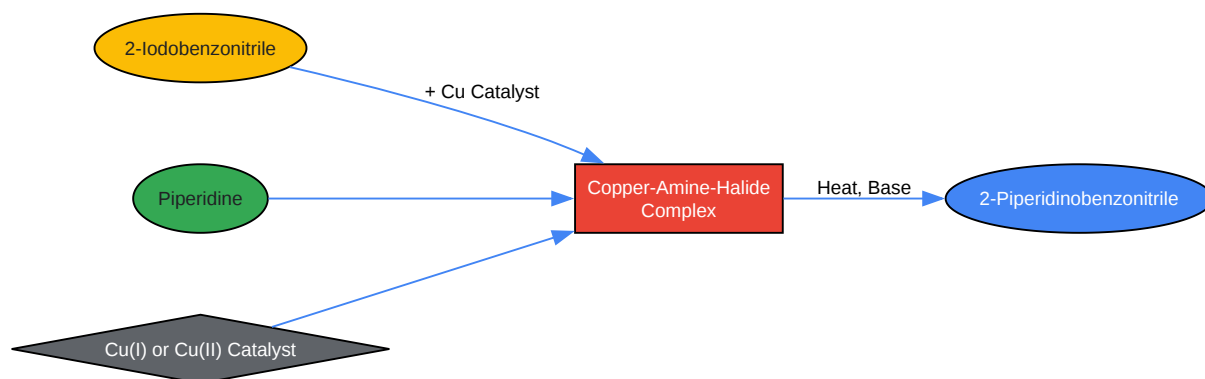 2-Iodobenzonitrile
+ Cu Catalyst
Piperidine
Copper-Amine-Halide
Complex
Heat, Base
2-Piperidinobenzonitrile
Cu(I) or Cu(II) Catalyst